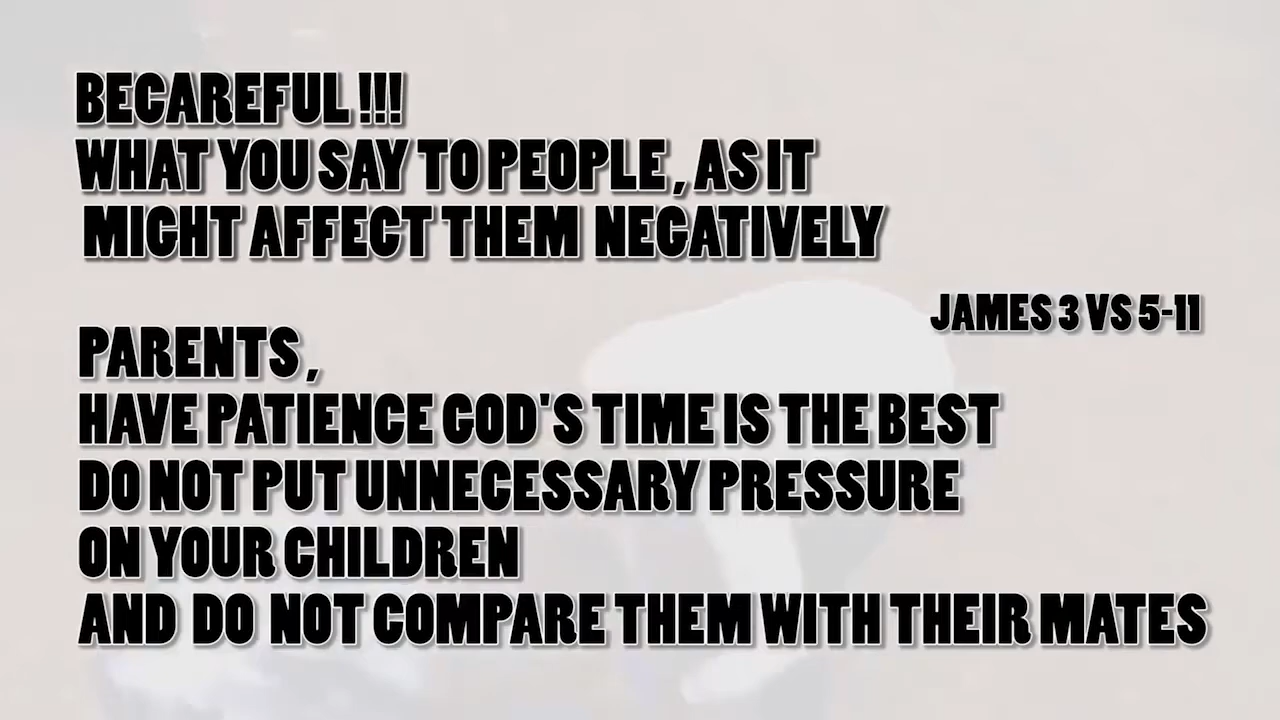 BECAREFUL !!!
WHAT YOU SAY TO PEOPLE , AS IT
MIGHT AFFECT THEM NEGATIVELY
JAMES 3 VS 5-11
PARENTS ,
HAVE PATIENCE GOD'S TIME IS THE BEST
DO NOT PUT UNNECESSARY PRESSURE
ON YOUR CHILDREN
AND DO NOT COMPARE THEM WITH THEIR MATES